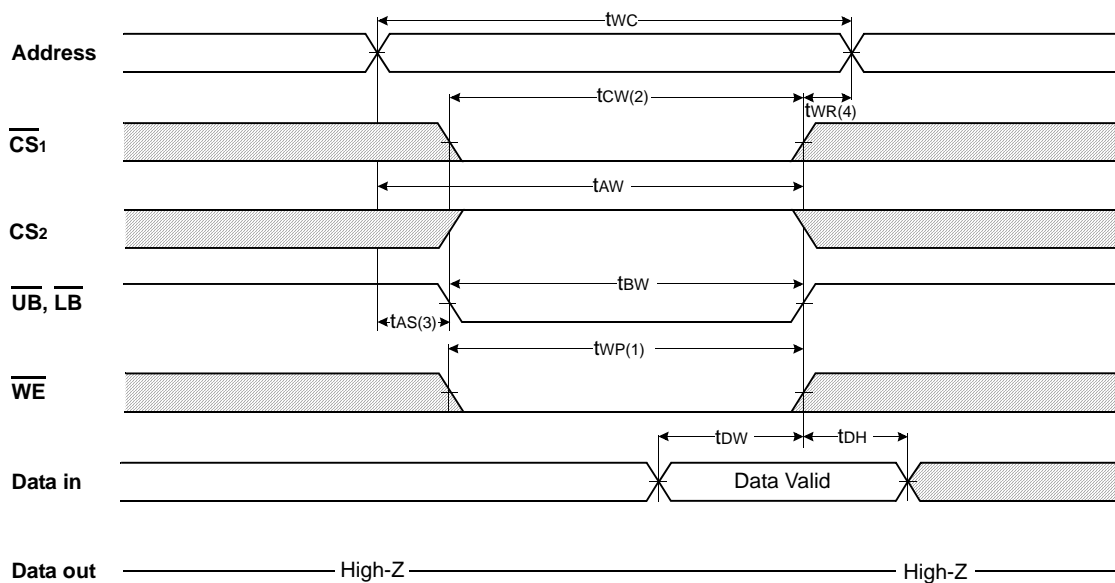 tWC
Address
tCW(2)
tWR(4)
CS1
tAW
CS2
tBW
UB, LB
tAS(3)
tWP(1)
WE
tDW
tDH
Data in
Data Valid
Data out
High-Z
High-Z